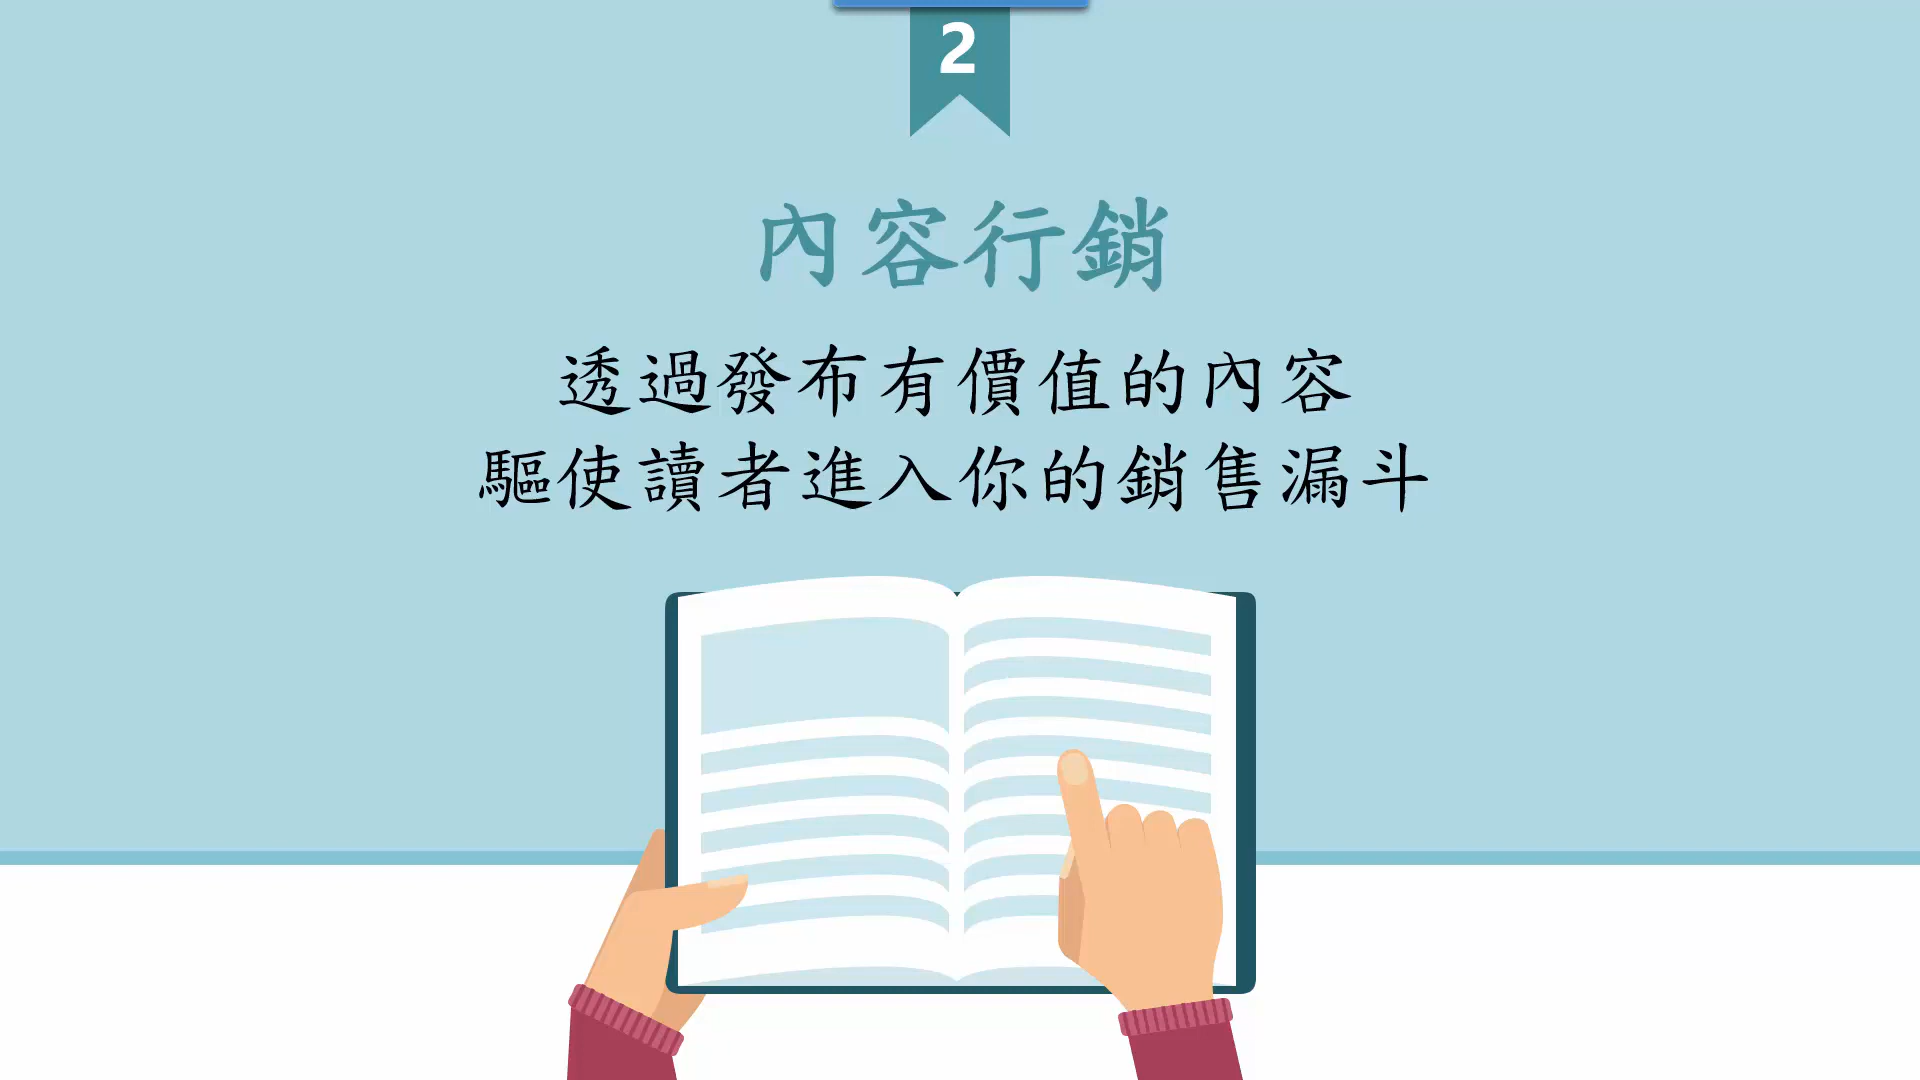 2
內容行銷
透過發布有價值的內容
驅使讀者進入你的銷售漏斗